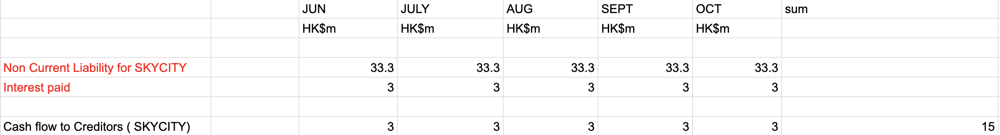 JUN JULY AUG SEPT OCT sum
HK$m HK$m HK$m HK$m HK$m
Non Current Liability for SKYCITY 33.3 33.3 33.3 33.3 33.3
Interest paid 3 3 3 3 3
Cash flow to Creditors ( SKYCITY) 3 3 3 3 3 15